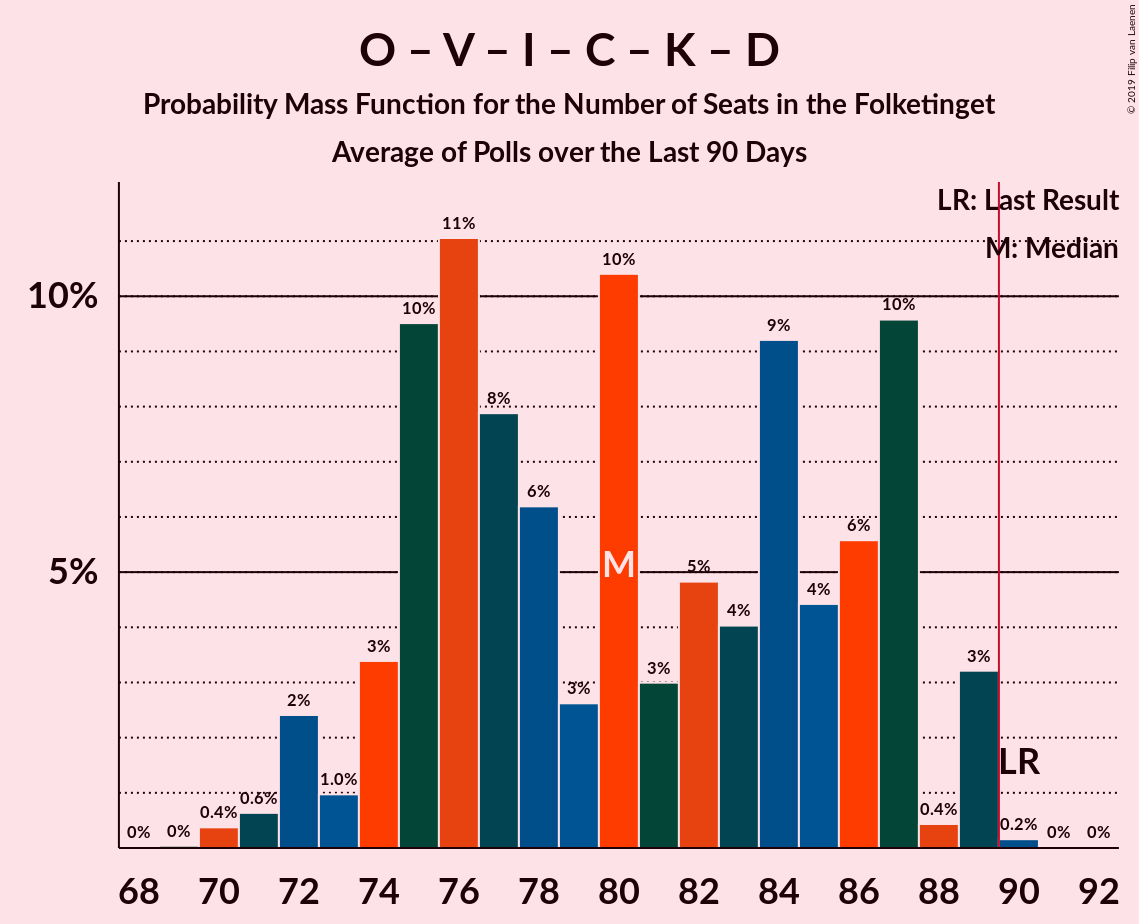 O – V – I – C – K – D
Probability Mass Function for the Number of Seats in the Folketinget
Average of Polls over the Last 90 Days
© 2019 Filip van Laenen
LR: Last Result
M: Median
10%
5%
0% 0% 0.4% 0.6% 2% 1.0% 3% 10% 11% 8% 6% 3% 10% 3% 5% 4% 9% 4% 6% 10% 0.4% 3% 0.2% 0% 0%
M
LR
68 70 72 74 76 78 80 82 84 86 88 90 92